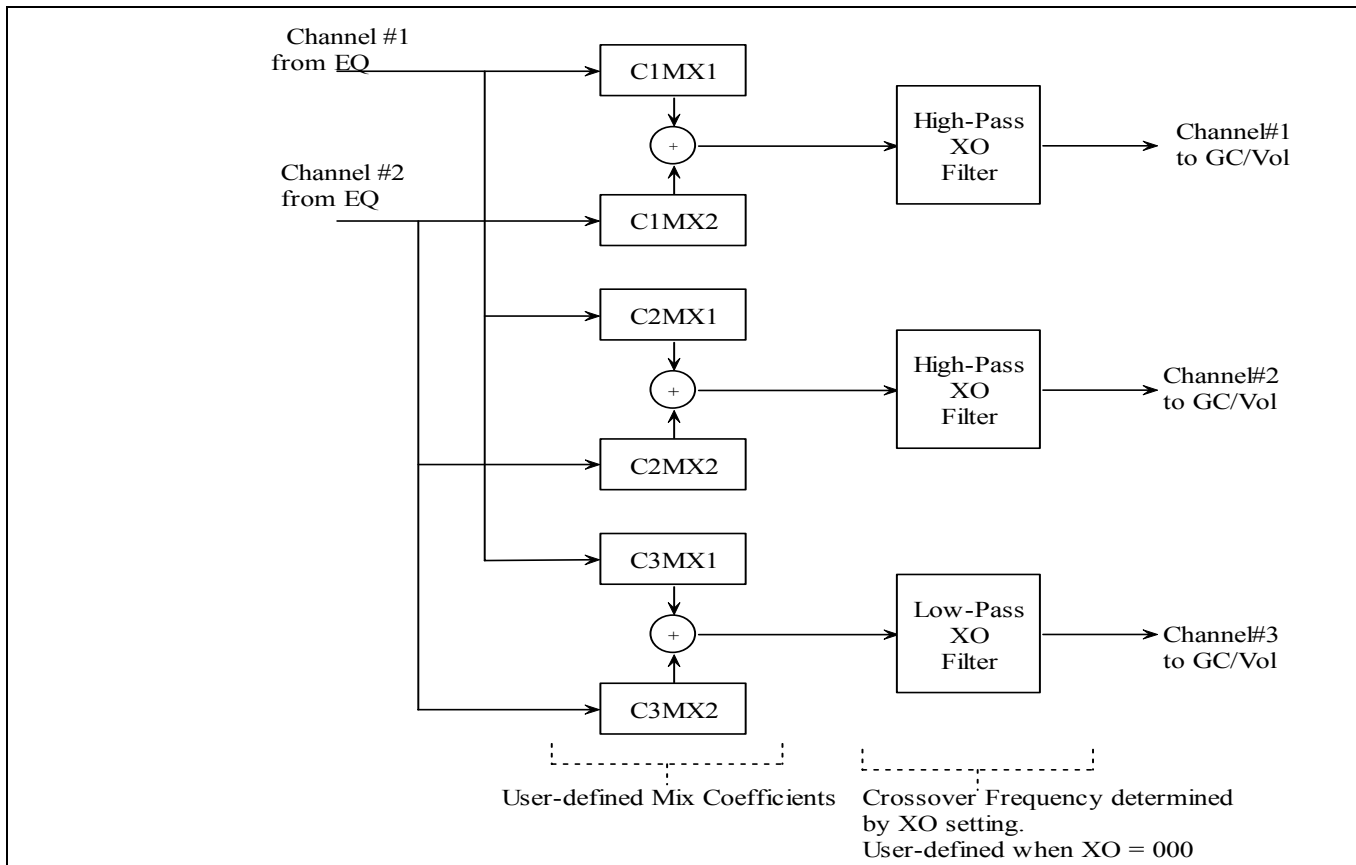 Channel #1
from EQ
C1MX1
+
High-Pass
XO
Filter
Channel#1
to GC/Vol
Channel #2
from EQ
C1MX2
C2MX1
+
High-Pass
XO
Filter
Channel#2
to GC/Vol
C2MX2
C3MX1
+
Low-Pass
XO
Filter
Channel#3
to GC/Vol
C3MX2
User-defined Mix Coefficients
Crossover Frequency determined
by XO setting.
User-defined when XO = 000